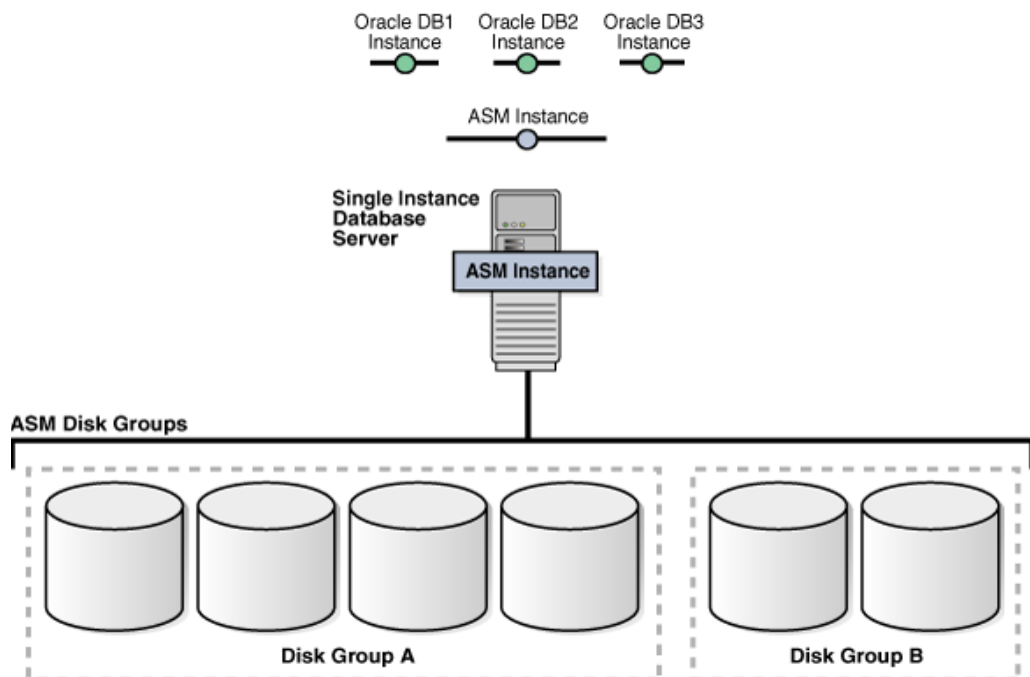 Oracle DB1
Instance
Oracle DB2
Instance
Oracle DB3
Instance
ASM Instance
Single Instance
Database
Server
ASM Instance
ASM Disk Groups
Disk Group A
Disk Group B